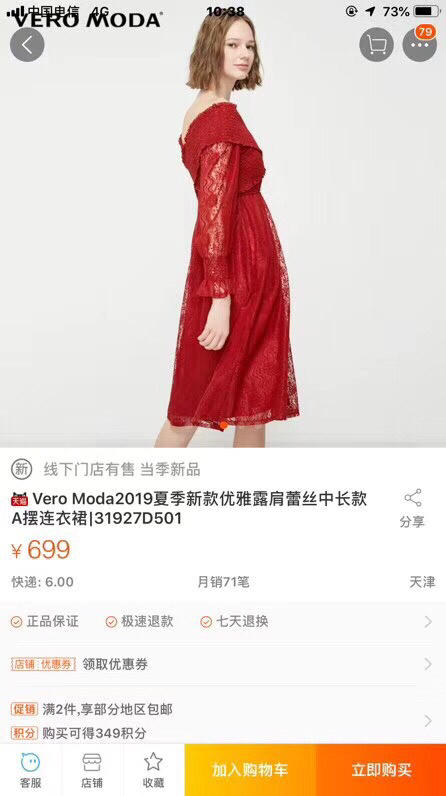 中国电信 4G 10:38 73%
VERO MODA
79
新 线下门店有售 当季新品
天猫 Vero Moda2019夏季新款优雅露肩蕾丝中长款
A摆连衣裙|31927D501
分享
¥ 699
快递: 6.00 月销71笔 天津
正品保证 极速退款 七天退换
店铺 优惠券 领取优惠券
促销 满2件,享部分地区包邮
积分 购买可得349积分
客服 店铺 收藏 加入购物车 立即购买